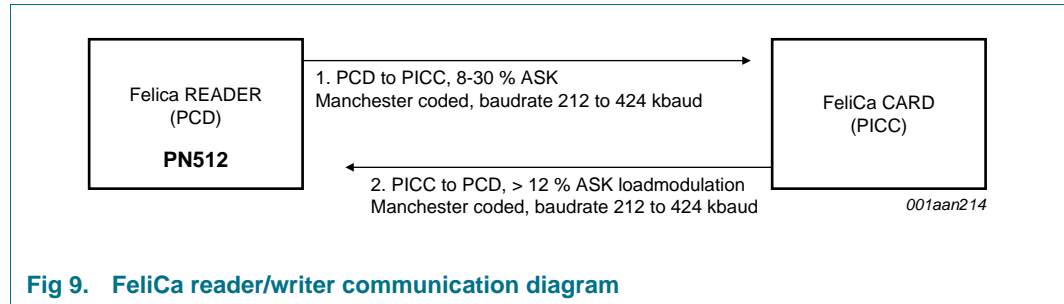 Felica READER
(PCD)
PN512
1. PCD to PICC, 8-30 % ASK
Manchester coded, baudrate 212 to 424 kbaud
2. PICC to PCD, > 12 % ASK loadmodulation
Manchester coded, baudrate 212 to 424 kbaud
FeliCa CARD
(PICC)
001aan214
Fig 9. FeliCa reader/writer communication diagram